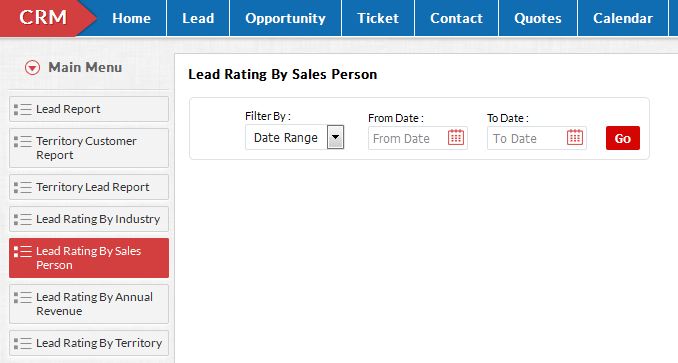 CRM Home Lead Opportunity Ticket Contact Quotes Calendar
Main Menu
Lead Report
Territory Customer
Report
Territory Lead Report
Lead Rating By Industry
Lead Rating By Sales
Person
Lead Rating By Annual
Revenue
Lead Rating By Territory
Lead Rating By Sales Person
Filter By : From Date : To Date :
Date Range From Date To Date Go